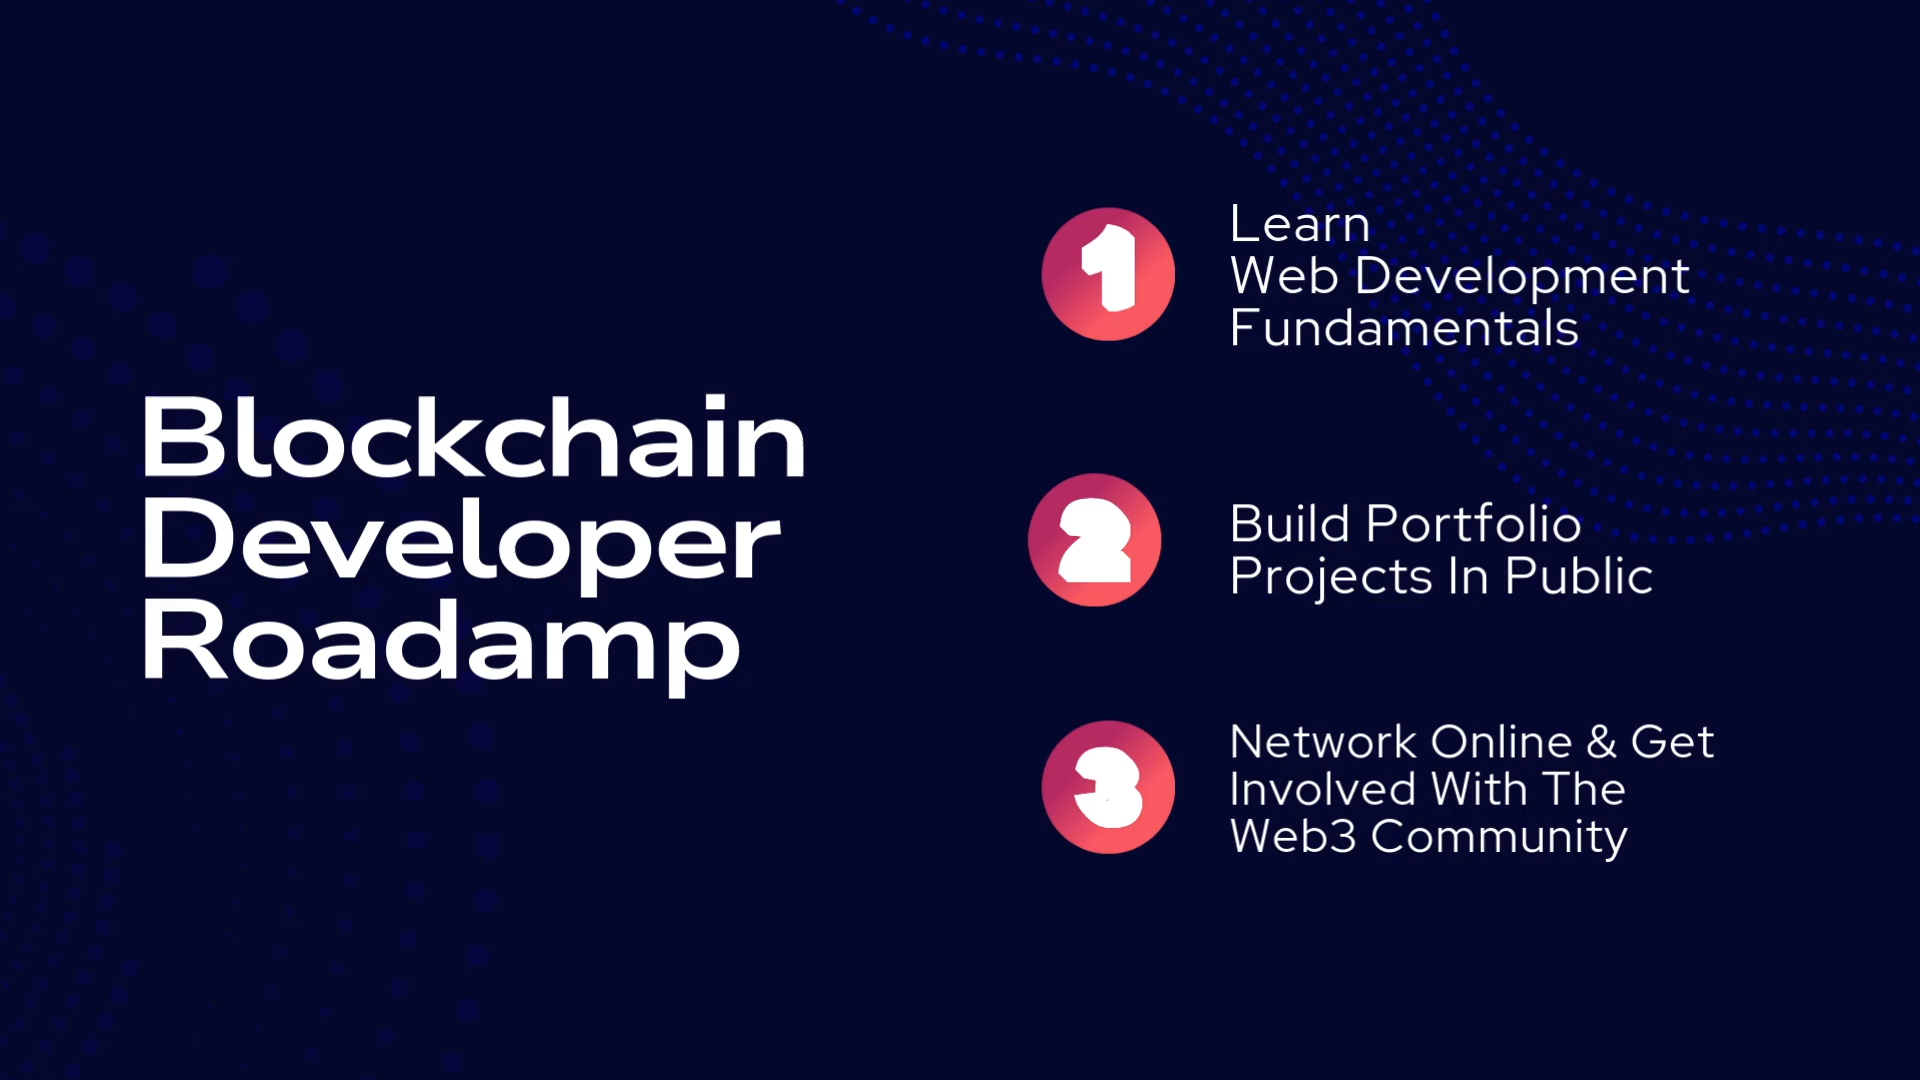 Blockchain
Developer
Roadamp
1
Learn
Web Development
Fundamentals
2
Build Portfolio
Projects In Public
3
Network Online & Get
Involved With The
Web3 Community